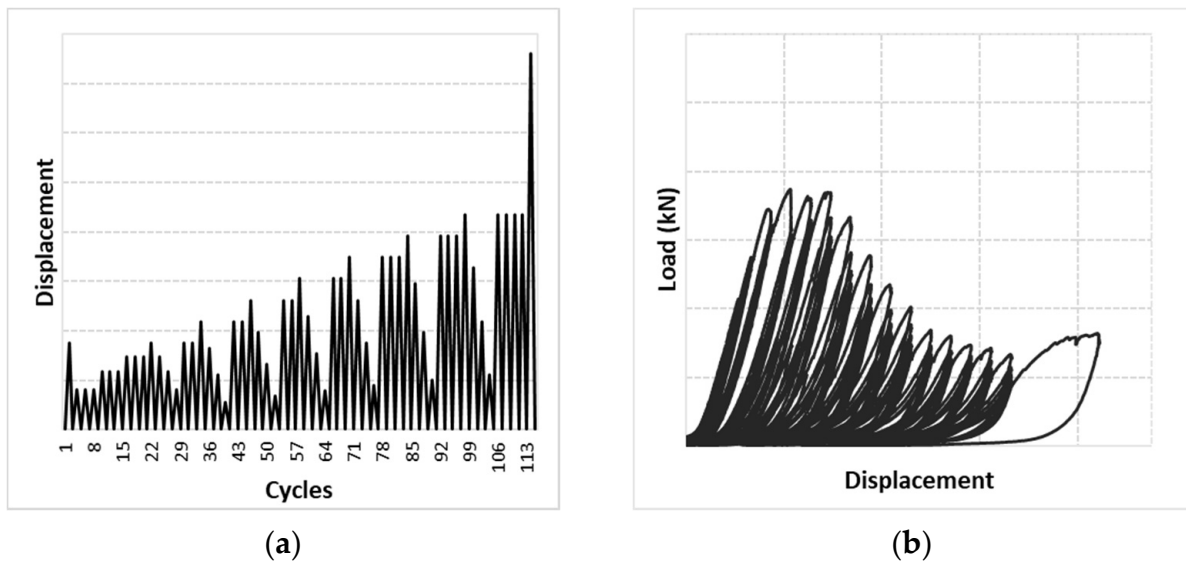 Displacement
1 8 15 22 29 36 43 50 57 64 71 78 85 92 99 106 113
Cycles
(a)
Load (kN)
Displacement
(b)